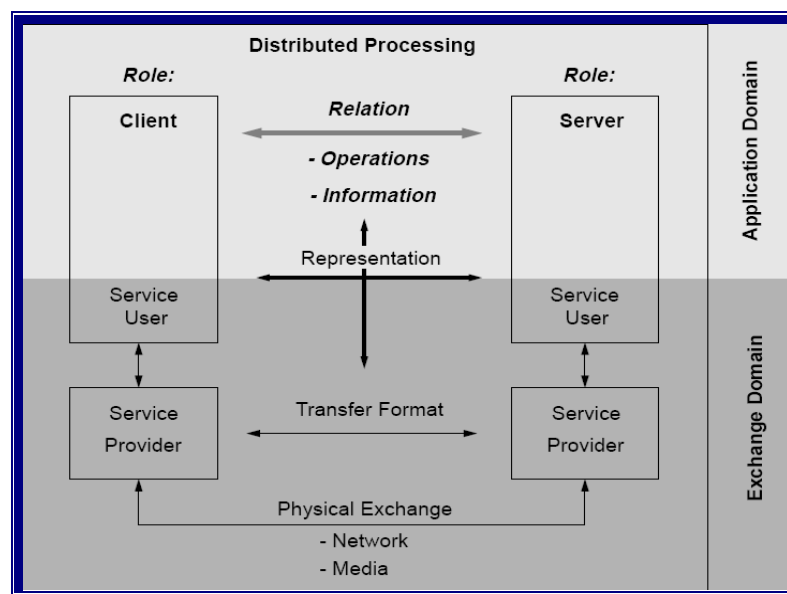 Distributed Processing
Role:
Role:
Client
Relation
Server
- Operations
- Information
Representation
Service
User
Service
User
Service
Provider
Transfer Format
Service
Provider
Physical Exchange
- Network
- Media
Application Domain
Exchange Domain